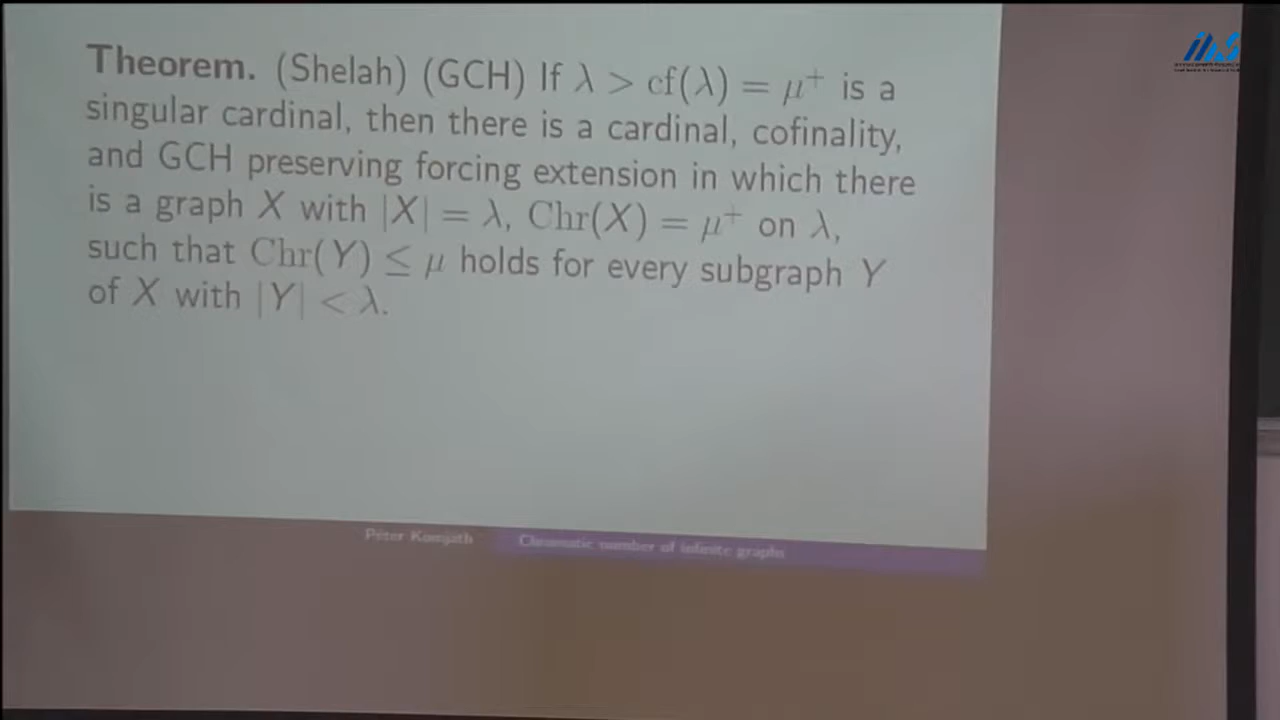 Theorem. (Shelah) (GCH) If λ > cf(λ) = μ⁺ is a
singular cardinal, then there is a cardinal, cofinality,
and GCH preserving forcing extension in which there
is a graph X with |X| = λ, Chr(X) = μ⁺ on λ,
such that Chr(Y) ≤ μ holds for every subgraph Y
of X with |Y| < λ.
Péter Komjáth Chromatic number of infinite graphs